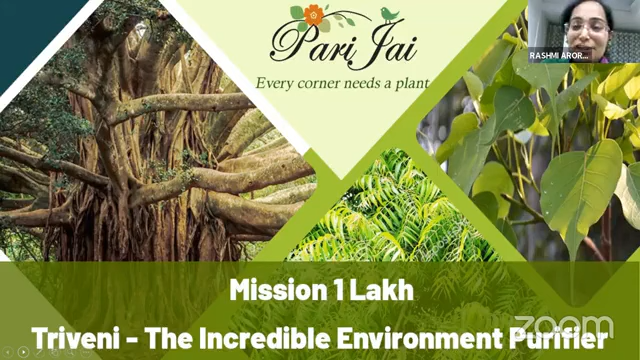 Pari Jai
Every corner needs a plant
RASHMI AROR...
Mission 1 Lakh
Triveni - The Incredible Environment Purifier
zoom